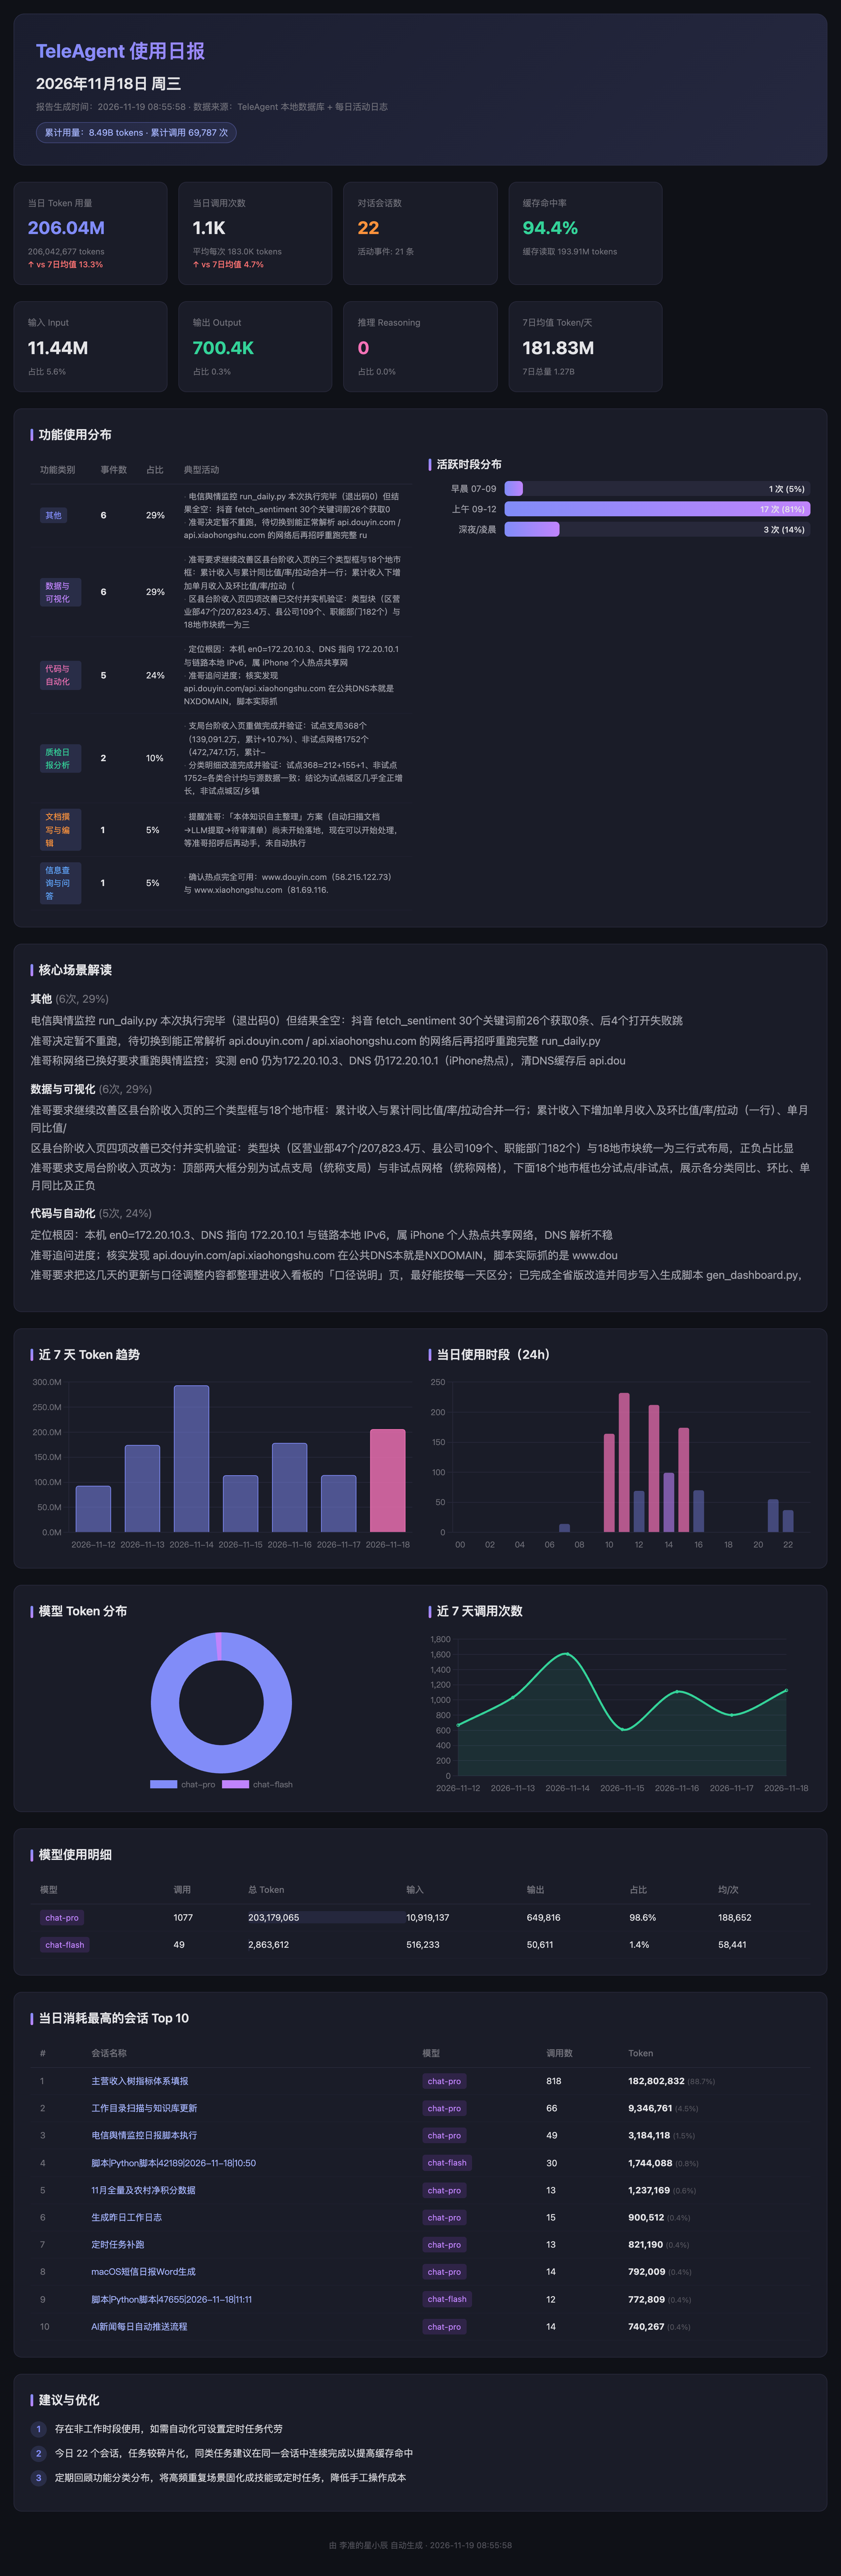 TeleAgent 使用日报
2026年11月18日 周三
报告生成时间：2026-11-19 08:55:58 · 数据来源：TeleAgent 本地数据库 + 每日活动日志
累计用量：8.49B tokens · 累计调用 69,787 次
当日 Token 用量
206.04M
206,042,677 tokens
↑ vs 7日均值 13.3%
当日调用次数
1.1K
平均每次 183.0K tokens
↑ vs 7日均值 4.7%
对话会话数
22
活动事件: 21 条
缓存命中率
94.4%
缓存读取 193.91M tokens
输入 Input
11.44M
占比 5.6%
输出 Output
700.4K
占比 0.3%
推理 Reasoning
0
占比 0.0%
7日均值 Token/天
181.83M
7日总量 1.27B
功能使用分布
功能类别 事件数 占比 典型活动
其他 6 29%
· 电信舆情监控 run_daily.py 本次执行完毕（退出码0）但结
果全空：抖音 fetch_sentiment 30个关键词前26个获取0
· 准哥决定暂不重跑，待切换到能正常解析 api.douyin.com /
api.xiaohongshu.com 的网络后再招呼重跑完整 ru
数据与
可视化
6 29%
· 准哥要求继续改善区县台阶收入页的三个类型框与18个地市
框：累计收入与累计同比值/率/拉动合并一行；累计收入下增
加单月收入及环比值/率/拉动（
· 区县台阶收入页四项改善已交付并实机验证：类型块（区营
业部47个/207,823.4万、县公司109个、职能部门182个）与
18地市块统一为三
代码与
自动化
5 24%
· 定位根因：本机 en0=172.20.10.3、DNS 指向 172.20.10.1
与链路本地 IPv6，属 iPhone 个人热点共享网
· 准哥追问进度；核实发现
api.douyin.com/api.xiaohongshu.com 在公共DNS本就是
NXDOMAIN，脚本实际抓
质检日
报分析
2 10%
· 支局台阶收入页重做完成并验证：试点支局368个
（139,091.2万，累计+10.7%）、非试点网格1752个
（472,747.1万，累计−
· 分类明细改造完成并验证：试点368=212+155+1、非试点
1752=各类合计均与源数据一致；结论为试点城区几乎全正增
长，非试点城区/乡镇
文档撰
写与编
辑
1 5%
· 提醒准哥：「本体知识自主整理」方案（自动扫描文档
→LLM提取→待审清单）尚未开始落地，现在可以开始处理，
等准哥招呼后再动手，未自动执行
信息查
询与问
答
1 5%
· 确认热点完全可用：www.douyin.com（58.215.122.73）
与 www.xiaohongshu.com（81.69.116.
活跃时段分布
早晨 07-09 1 次 (5%)
上午 09-12 17 次 (81%)
深夜/凌晨 3 次 (14%)
核心场景解读
其他 (6次, 29%)
电信舆情监控 run_daily.py 本次执行完毕（退出码0）但结果全空：抖音 fetch_sentiment 30个关键词前26个获取0条、后4个打开失败跳
准哥决定暂不重跑，待切换到能正常解析 api.douyin.com / api.xiaohongshu.com 的网络后再招呼重跑完整 run_daily.py
准哥称网络已换好要求重跑舆情监控；实测 en0 仍为172.20.10.3、DNS 仍172.20.10.1（iPhone热点），清DNS缓存后 api.dou
数据与可视化 (6次, 29%)
准哥要求继续改善区县台阶收入页的三个类型框与18个地市框：累计收入与累计同比值/率/拉动合并一行；累计收入下增加单月收入及环比值/率/拉动（一行）、单月
同比值/
区县台阶收入页四项改善已交付并实机验证：类型块（区营业部47个/207,823.4万、县公司109个、职能部门182个）与18地市块统一为三行式布局，正负占比显
准哥要求支局台阶收入页改为：顶部两大框分别为试点支局（统称支局）与非试点网格（统称网格），下面18个地市框也分试点/非试点，展示各分类同比、环比、单
月同比及正负
代码与自动化 (5次, 24%)
定位根因：本机 en0=172.20.10.3、DNS 指向 172.20.10.1 与链路本地 IPv6，属 iPhone 个人热点共享网络，DNS 解析不稳
准哥追问进度；核实发现 api.douyin.com/api.xiaohongshu.com 在公共DNS本就是NXDOMAIN，脚本实际抓的是 www.dou
准哥要求把这几天的更新与口径调整内容都整理进收入看板的「口径说明」页，最好能按每一天区分；已完成全省版改造并同步写入生成脚本 gen_dashboard.py，
近 7 天 Token 趋势
300.0M
250.0M
200.0M
150.0M
100.0M
50.0M
0.0M
2026-11-12 2026-11-13 2026-11-14 2026-11-15 2026-11-16 2026-11-17 2026-11-18
当日使用时段（24h）
250
200
150
100
50
0
00 02 04 06 08 10 12 14 16 18 20 22
模型 Token 分布
chat-pro chat-flash
近 7 天调用次数
1,800
1,600
1,400
1,200
1,000
800
600
400
200
0
2026-11-12 2026-11-13 2026-11-14 2026-11-15 2026-11-16 2026-11-17 2026-11-18
模型使用明细
模型 调用 总 Token 输入 输出 占比 均/次
chat-pro 1077 203,179,065 10,919,137 649,816 98.6% 188,652
chat-flash 49 2,863,612 516,233 50,611 1.4% 58,441
当日消耗最高的会话 Top 10
# 会话名称 模型 调用数 Token
1 主营收入树指标体系填报 chat-pro 818 182,802,832 (88.7%)
2 工作目录扫描与知识库更新 chat-pro 66 9,346,761 (4.5%)
3 电信舆情监控日报脚本执行 chat-pro 49 3,184,118 (1.5%)
4 脚本|Python脚本|42189|2026-11-18|10:50 chat-flash 30 1,744,088 (0.8%)
5 11月全量及农村净积分数据 chat-pro 13 1,237,169 (0.6%)
6 生成昨日工作日志 chat-pro 15 900,512 (0.4%)
7 定时任务补跑 chat-pro 13 821,190 (0.4%)
8 macOS短信日报Word生成 chat-pro 14 792,009 (0.4%)
9 脚本|Python脚本|47655|2026-11-18|11:11 chat-flash 12 772,809 (0.4%)
10 AI新闻每日自动推送流程 chat-pro 14 740,267 (0.4%)
建议与优化
1 存在非工作时段使用，如需自动化可设置定时任务代劳
2 今日 22 个会话，任务较碎片化，同类任务建议在同一会话中连续完成以提高缓存命中
3 定期回顾功能分类分布，将高频重复场景固化成技能或定时任务，降低手工操作成本
由 李准的星小辰 自动生成 · 2026-11-19 08:55:58